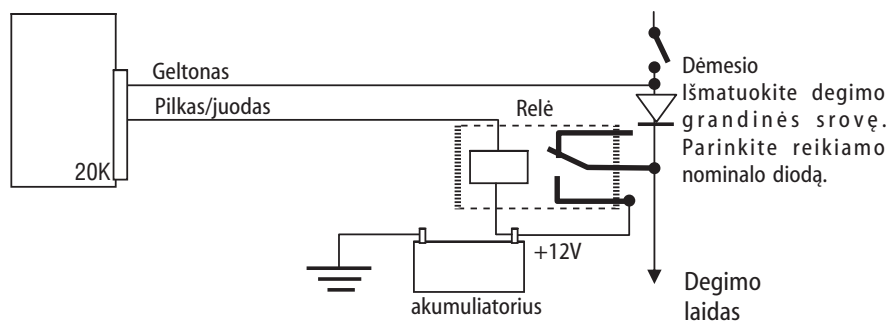 Geltonas
Pilkas/juodas
20K
Relė
Dėmesio
Išmatuokite degimo
grandinės srovę.
Parinkite reikiamo
nominalo diodą.
+12V
akumuliatorius
Degimo
laidas